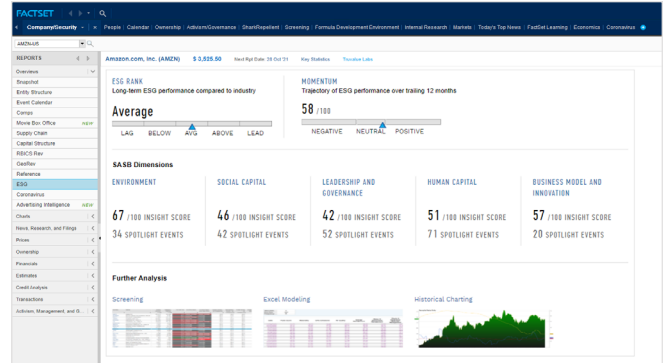 FACTSET
Company/Security
People | Calendar | Ownership | Activism/Governance | SharkRepellent | Screening | Formula Development Environment | Internal Research | Markets | Today's Top News | FactSet Learning | Economics | Coronavirus
AMZN-US
REPORTS
Amazon.com, Inc. (AMZN) $ 3,525.50 Next Rpt Date: 28 Oct '21 Key Statistics Truvalue Labs
Overviews
Snapshot
Entity Structure
Event Calendar
Comps
Movie Box Office NEW
Supply Chain
Capital Structure
RBICS Rev
GeoRev
Reference
ESG
Coronavirus
Advertising Intelligence NEW
Charts
News, Research, and Filings
Prices
Ownership
Financials
Estimates
Credit Analysis
Transactions
Activism, Management, and G...
ESG RANK
Long-term ESG performance compared to industry
Average
LAG BELOW AVG ABOVE LEAD
MOMENTUM
Trajectory of ESG performance over trailing 12 months
58 /100
NEGATIVE NEUTRAL POSITIVE
SASB Dimensions
ENVIRONMENT
67 /100 INSIGHT SCORE
34 SPOTLIGHT EVENTS
SOCIAL CAPITAL
46 /100 INSIGHT SCORE
42 SPOTLIGHT EVENTS
LEADERSHIP AND
GOVERNANCE
42 /100 INSIGHT SCORE
52 SPOTLIGHT EVENTS
HUMAN CAPITAL
51 /100 INSIGHT SCORE
71 SPOTLIGHT EVENTS
BUSINESS MODEL AND
INNOVATION
57 /100 INSIGHT SCORE
20 SPOTLIGHT EVENTS
Further Analysis
Screening
Excel Modeling
Historical Charting